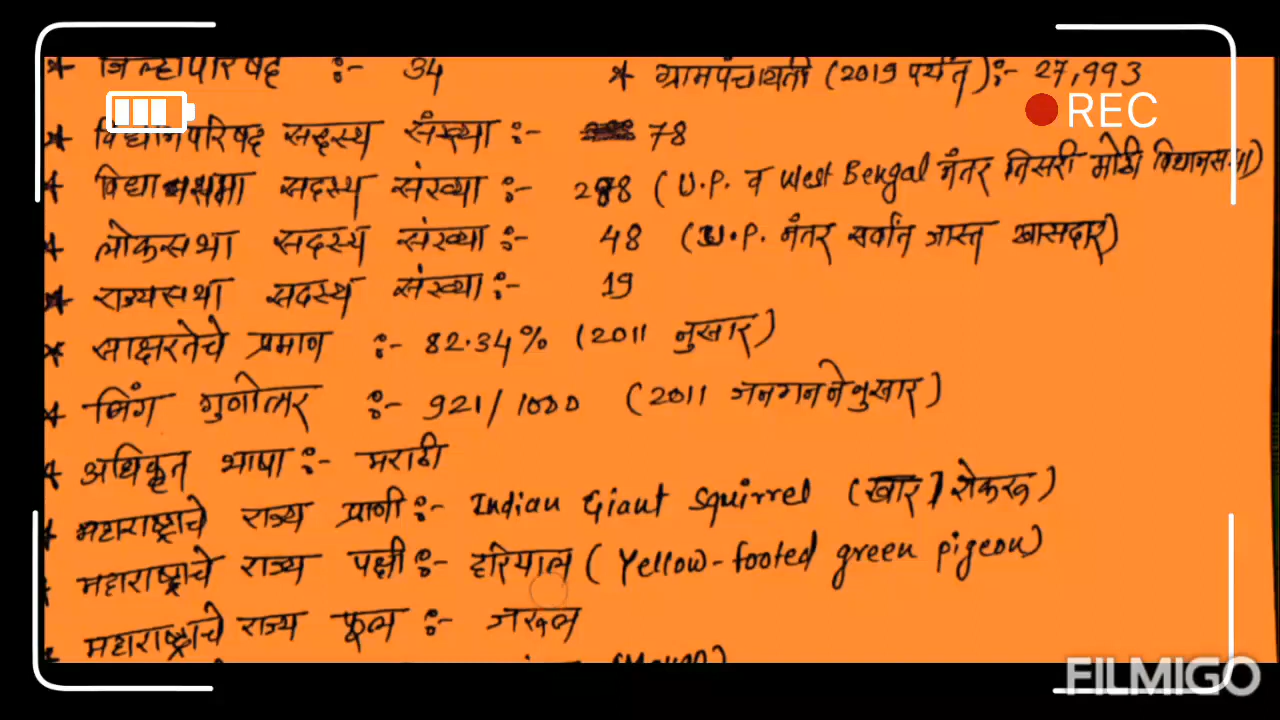 * जिल्हापरिषद :- 34 * ग्रामपंचायती (2019 पर्यंत) :- 27,993
REC
* विधानपरिषद सदस्य संख्या :- 78
* विधानसभा सदस्य संख्या :- 288 (U.P. व West Bengal नंतर तिसरी मोठी विधानसभा)
* लोकसभा सदस्य संख्या :- 48 (U.P. नंतर सर्वात जास्त खासदार)
* राज्यसभा सदस्य संख्या :- 19
* साक्षरतेचे प्रमान :- 82.34% (2011 नुसार)
* लिंग गुणोत्तर :- 921/1000 (2011 जनगननेनुसार)
* अधिकृत भाषा :- मराठी
* महाराष्ट्राचे राज्य प्राणी :- Indian Giant Squirrel (खार / शेकरू)
* महाराष्ट्राचे राज्य पक्षी :- हरियाल (Yellow-footed green pigeon)
* महाराष्ट्राचे राज्य फूल :- जरूल
FILMIGO